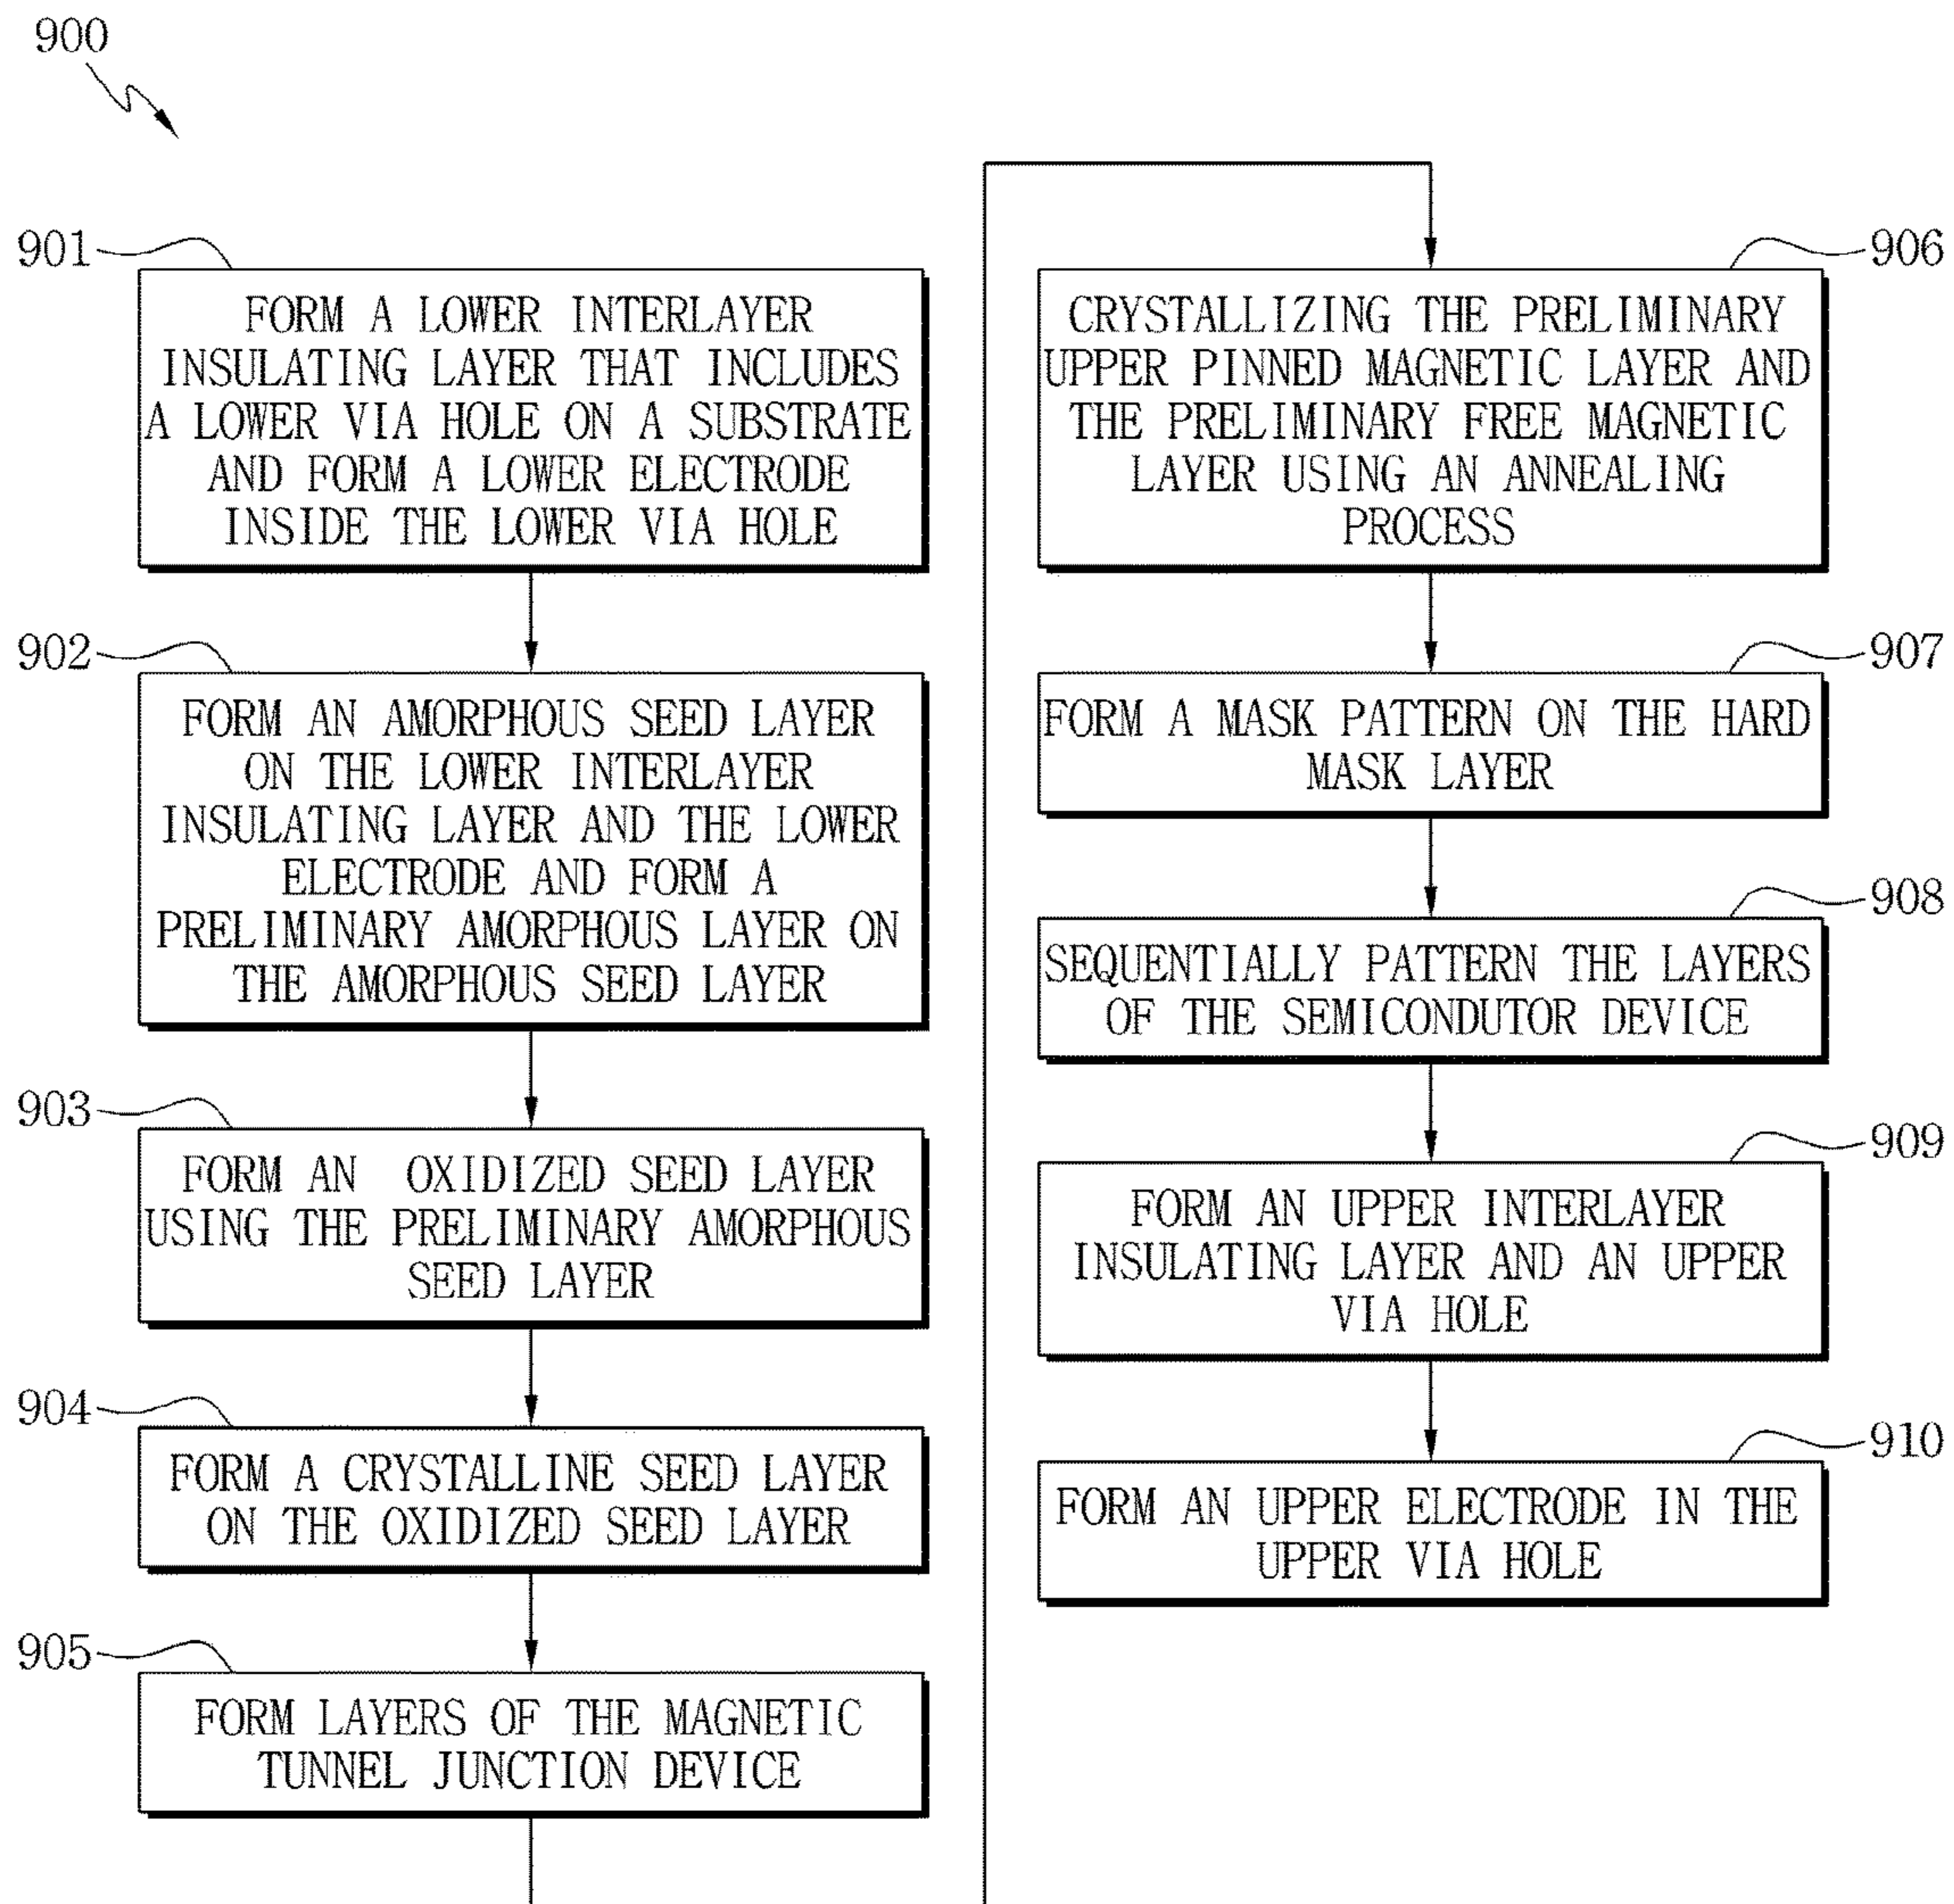 900
901
FORM A LOWER INTERLAYER
INSULATING LAYER THAT INCLUDES
A LOWER VIA HOLE ON A SUBSTRATE
AND FORM A LOWER ELECTRODE
INSIDE THE LOWER VIA HOLE
902
FORM AN AMORPHOUS SEED LAYER
ON THE LOWER INTERLAYER
INSULATING LAYER AND THE LOWER
ELECTRODE AND FORM A
PRELIMINARY AMORPHOUS LAYER ON
THE AMORPHOUS SEED LAYER
903
FORM AN OXIDIZED SEED LAYER
USING THE PRELIMINARY AMORPHOUS
SEED LAYER
904
FORM A CRYSTALLINE SEED LAYER
ON THE OXIDIZED SEED LAYER
905
FORM LAYERS OF THE MAGNETIC
TUNNEL JUNCTION DEVICE
906
CRYSTALLIZING THE PRELIMINARY
UPPER PINNED MAGNETIC LAYER AND
THE PRELIMINARY FREE MAGNETIC
LAYER USING AN ANNEALING
PROCESS
907
FORM A MASK PATTERN ON THE HARD
MASK LAYER
908
SEQUENTIALLY PATTERN THE LAYERS
OF THE SEMICONDUTOR DEVICE
909
FORM AN UPPER INTERLAYER
INSULATING LAYER AND AN UPPER
VIA HOLE
910
FORM AN UPPER ELECTRODE IN THE
UPPER VIA HOLE